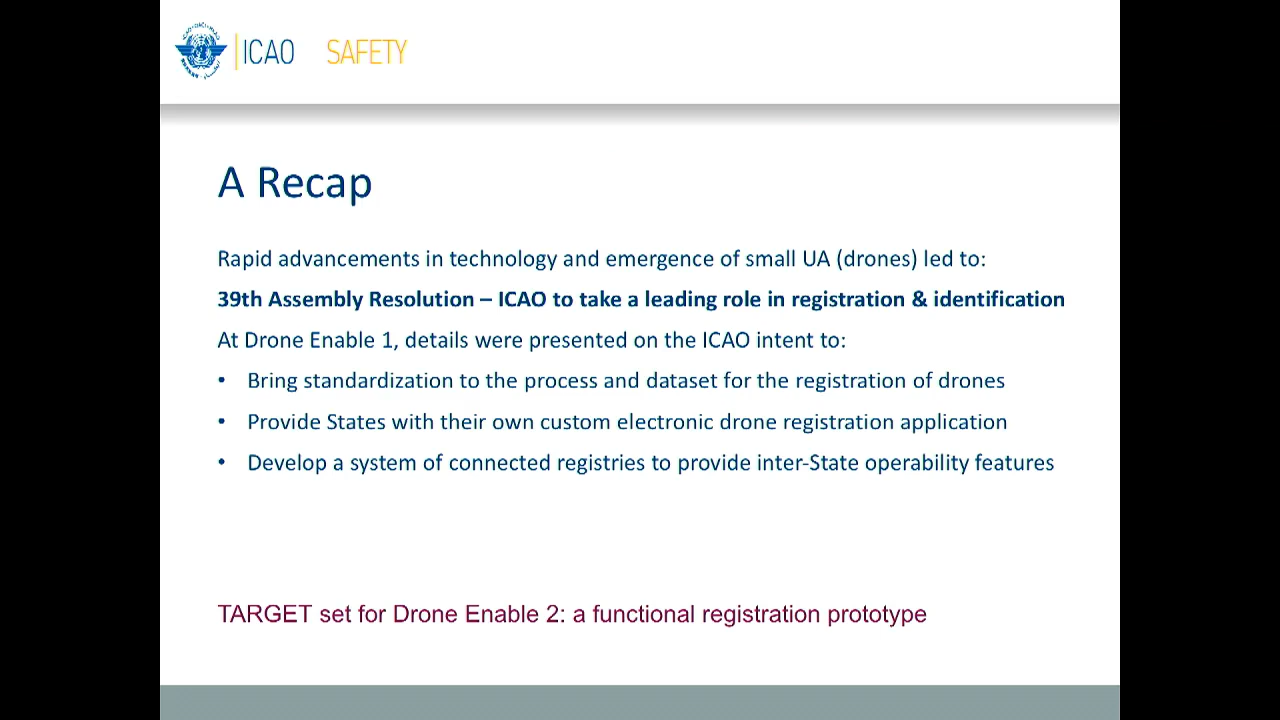 ICAO SAFETY
A Recap
Rapid advancements in technology and emergence of small UA (drones) led to:
39th Assembly Resolution – ICAO to take a leading role in registration & identification
At Drone Enable 1, details were presented on the ICAO intent to:
• Bring standardization to the process and dataset for the registration of drones
• Provide States with their own custom electronic drone registration application
• Develop a system of connected registries to provide inter-State operability features
TARGET set for Drone Enable 2: a functional registration prototype